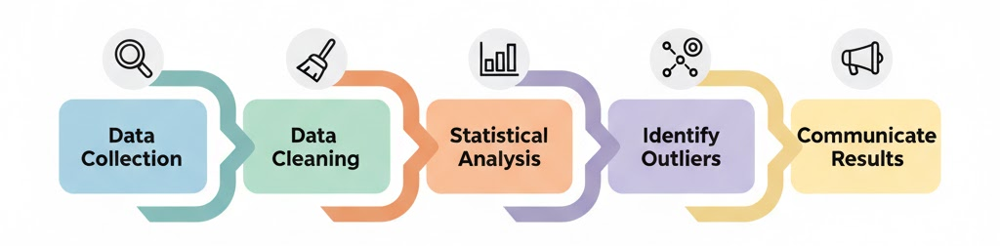 Data
Collection
Data
Cleaning
Statistical
Analysis
Identify
Outliers
Communicate
Results